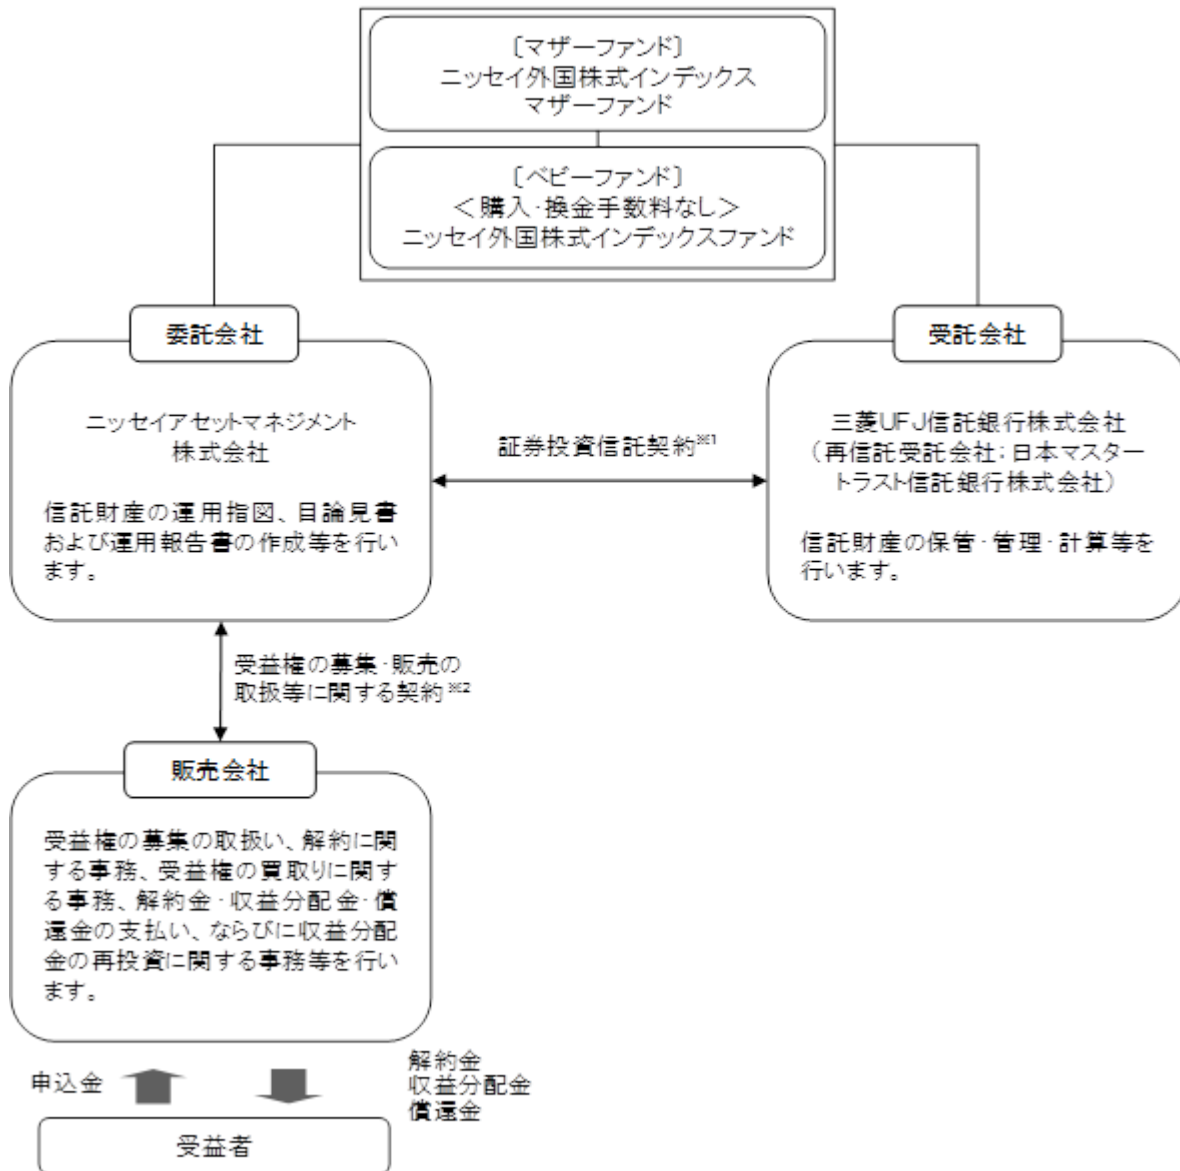 〔マザーファンド〕
ニッセイ外国株式インデックス
マザーファンド
〔ベビーファンド〕
＜購入・換金手数料なし＞
ニッセイ外国株式インデックスファンド
委託会社
ニッセイアセットマネジメント
株式会社
信託財産の運用指図、目論見書
および運用報告書の作成等を行い
ます。
証券投資信託契約※1
受託会社
三菱UFJ信託銀行株式会社
（再信託受託会社：日本マスター
トラスト信託銀行株式会社）
信託財産の保管・管理・計算等を
行います。
受益権の募集・販売の
取扱等に関する契約※2
販売会社
受益権の募集の取扱い、解約に関
する事務、受益権の買取りに関す
る事務、解約金・収益分配金・償
還金の支払い、ならびに収益分配
金の再投資に関する事務等を行い
ます。
申込金
解約金
収益分配金
償還金
受益者